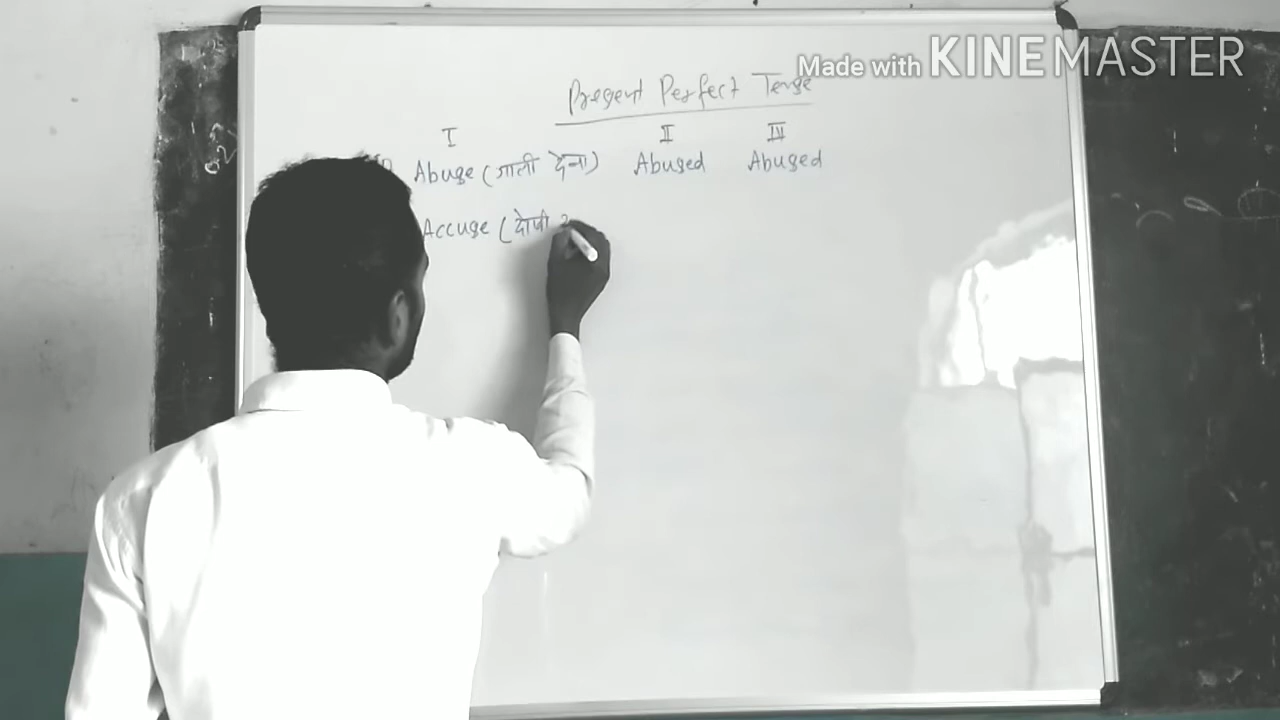 Made with KINEMASTER
Present Perfect Tense
I II III
Abuse (गाली देना) Abused Abused
Accuse (दोषी